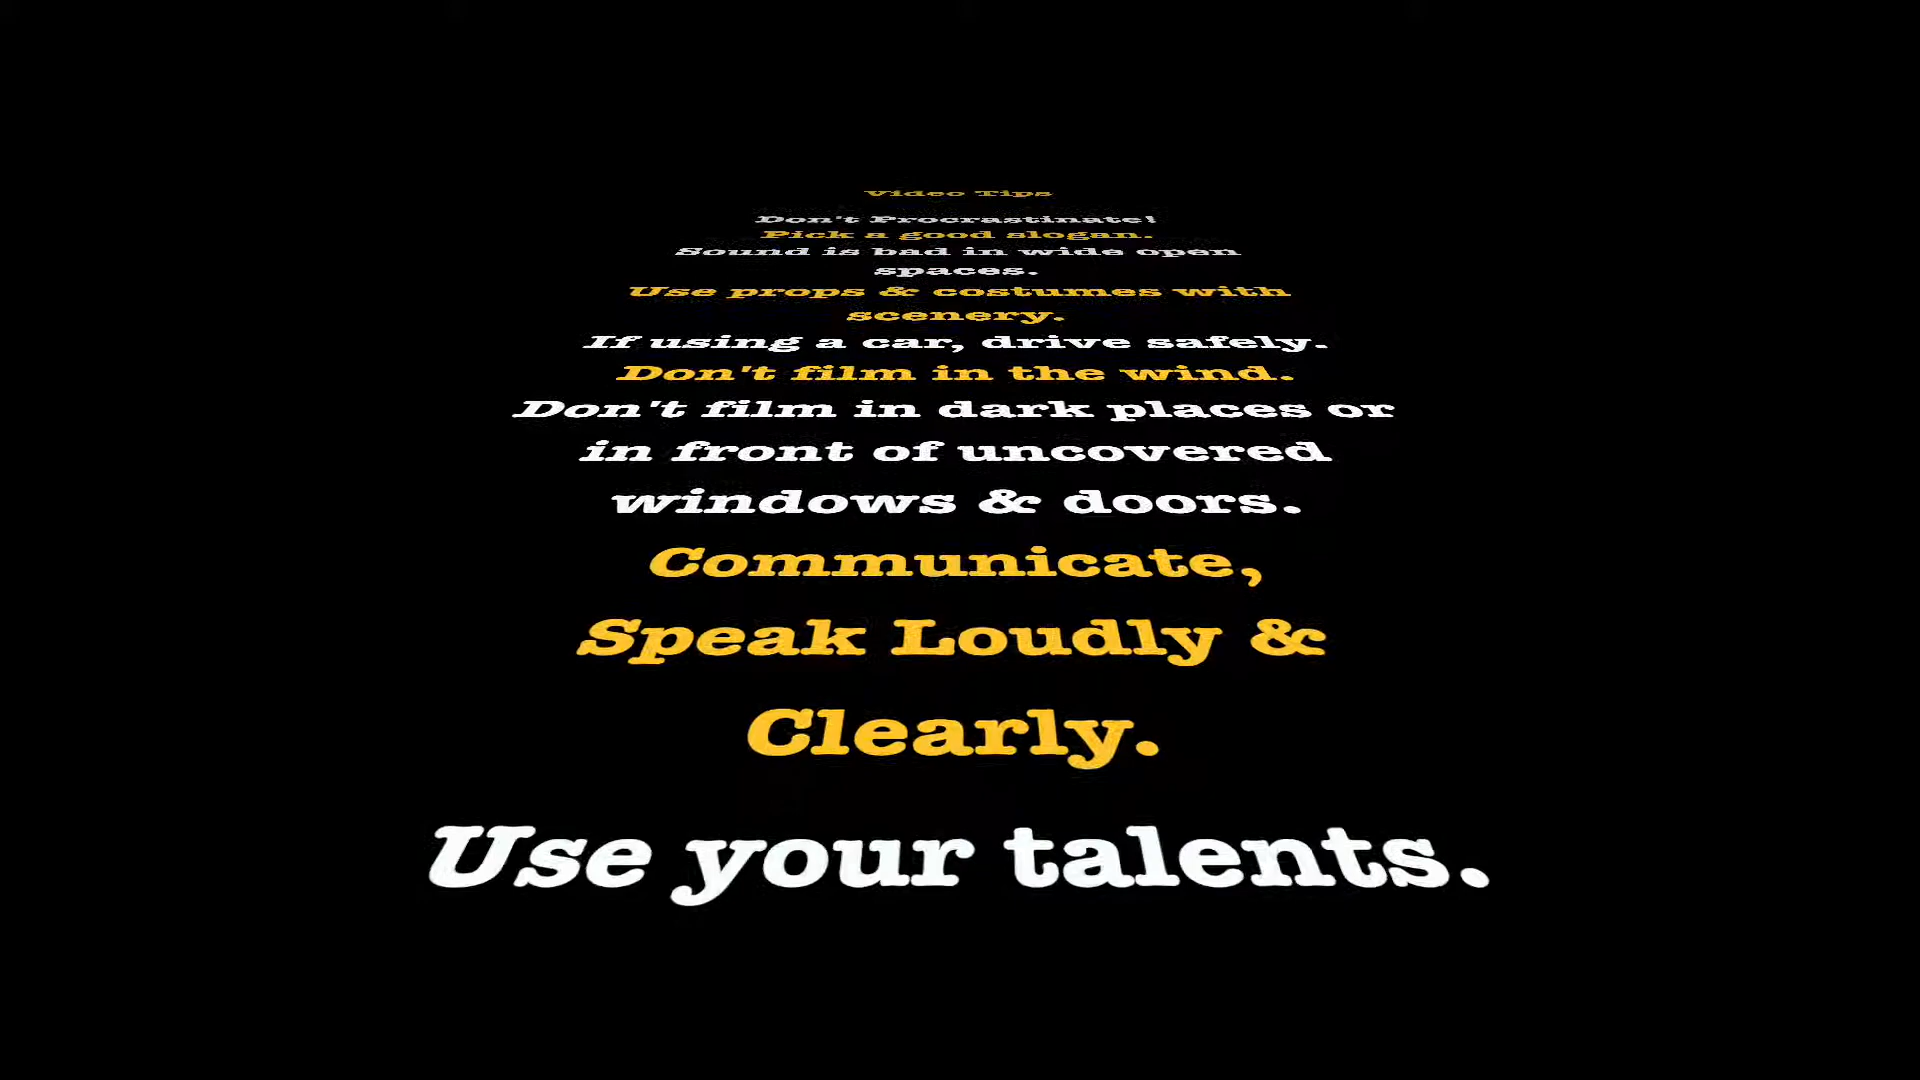 Video Tips
Don't Procrastinate!
Pick a good slogan.
Sound is bad in wide open
spaces.
Use props & costumes with
scenery.
If using a car, drive safely.
Don't film in the wind.
Don't film in dark places or
in front of uncovered
windows & doors.
Communicate,
Speak Loudly &
Clearly.
Use your talents.